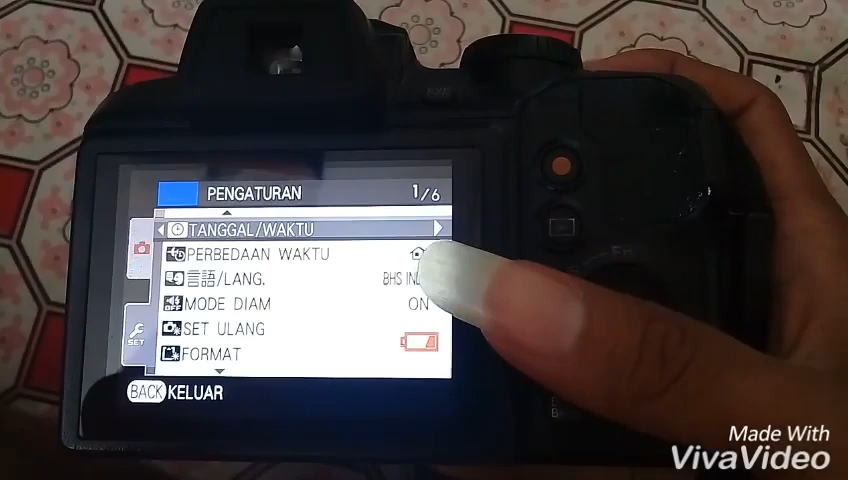 PENGATURAN 1/6
TANGGAL/WAKTU
PERBEDAAN WAKTU
言語/LANG. BHS
MODE DIAM ON
SET ULANG
FORMAT
SET
BACK KELUAR
Made With
VivaVideo